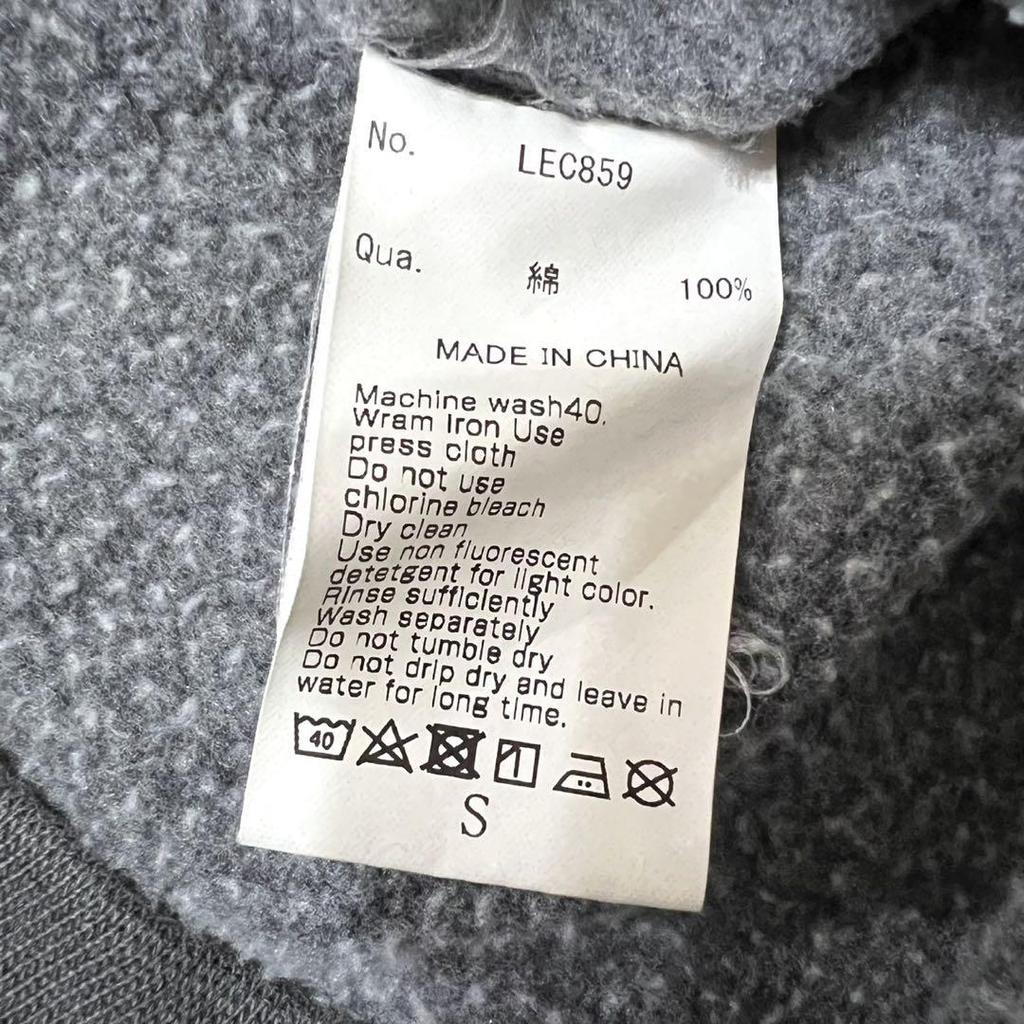 No. LEC859
Qua. 綿 100%
MADE IN CHINA
Machine wash40.
Wram Iron Use
press cloth
Do not use
chlorine bleach
Dry clean
Use non fluorescent
detetgent for light color.
Rinse sufficiently
Wash separately
Do not tumble dry
Do not drip dry and leave in
water for long time.
40
S